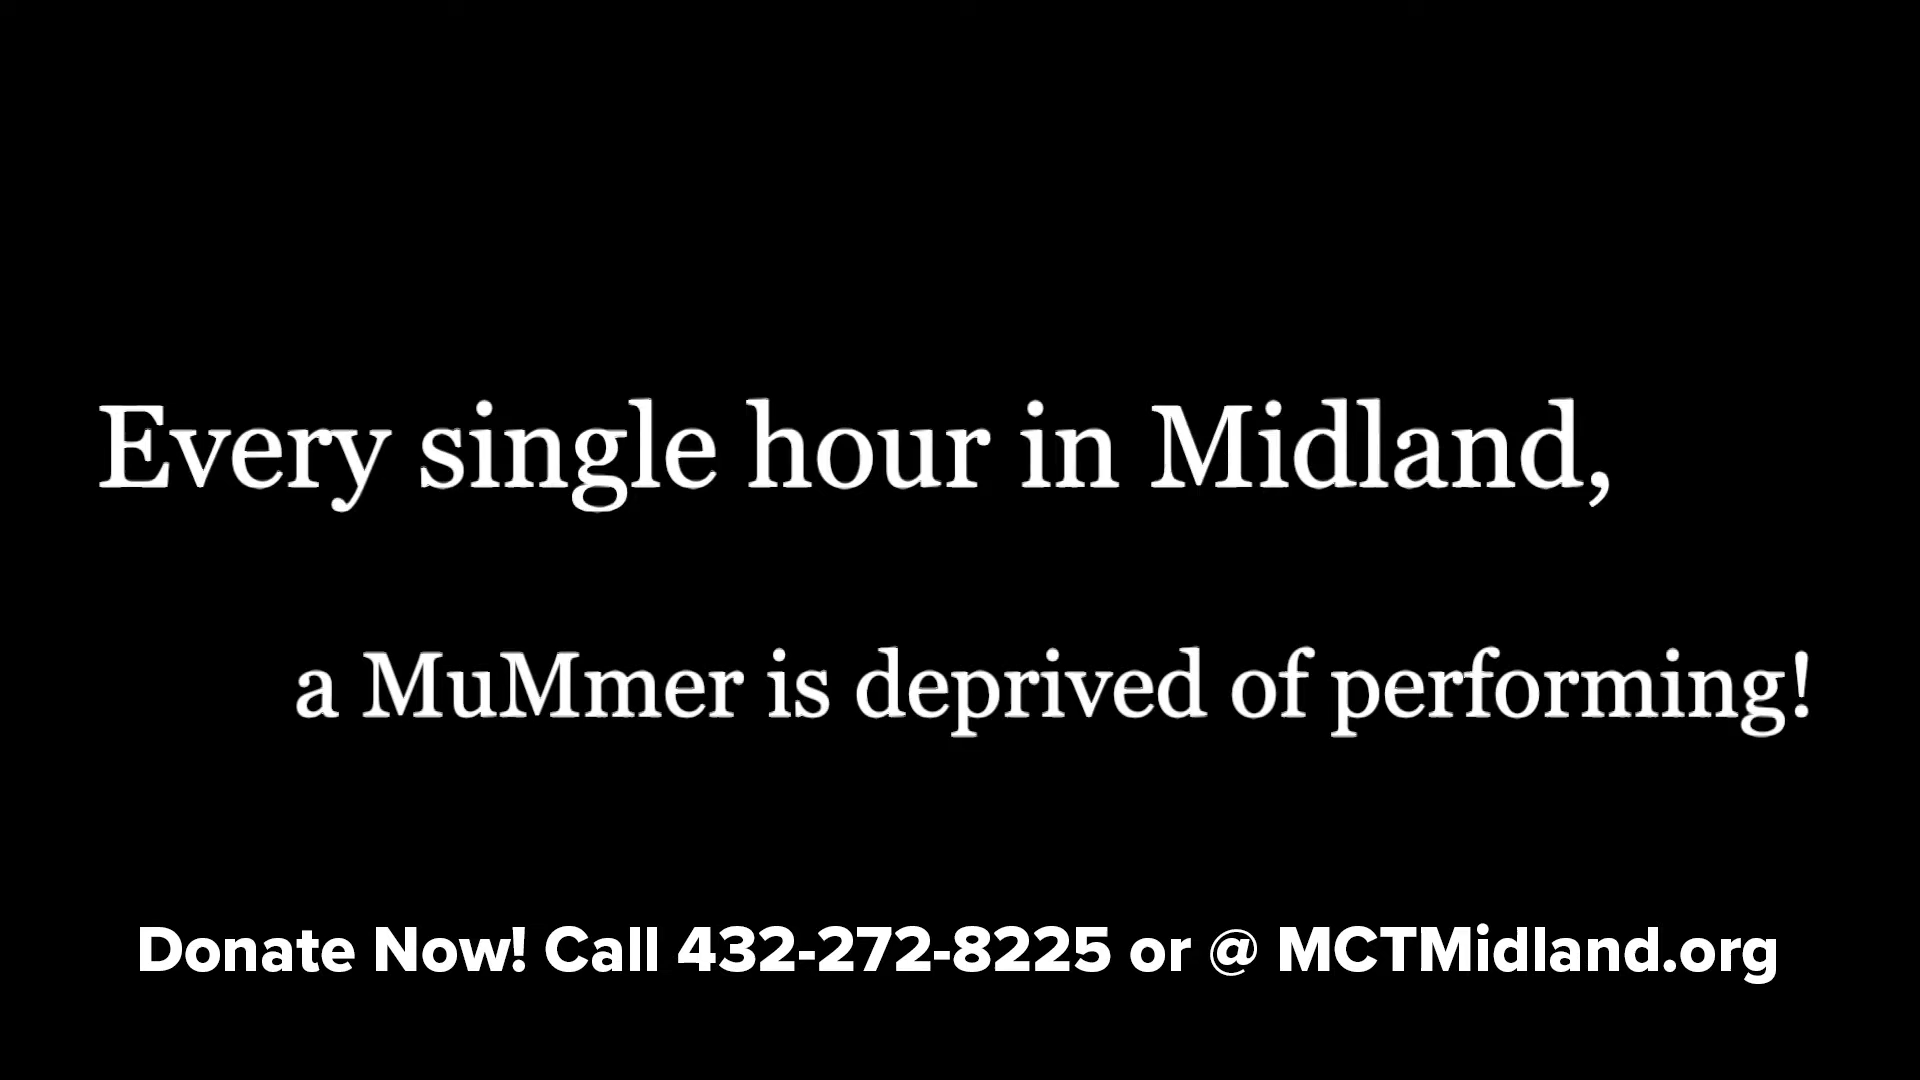 Every single hour in Midland,
a MuMmer is deprived of performing!
Donate Now! Call 432-272-8225 or @ MCTMidland.org